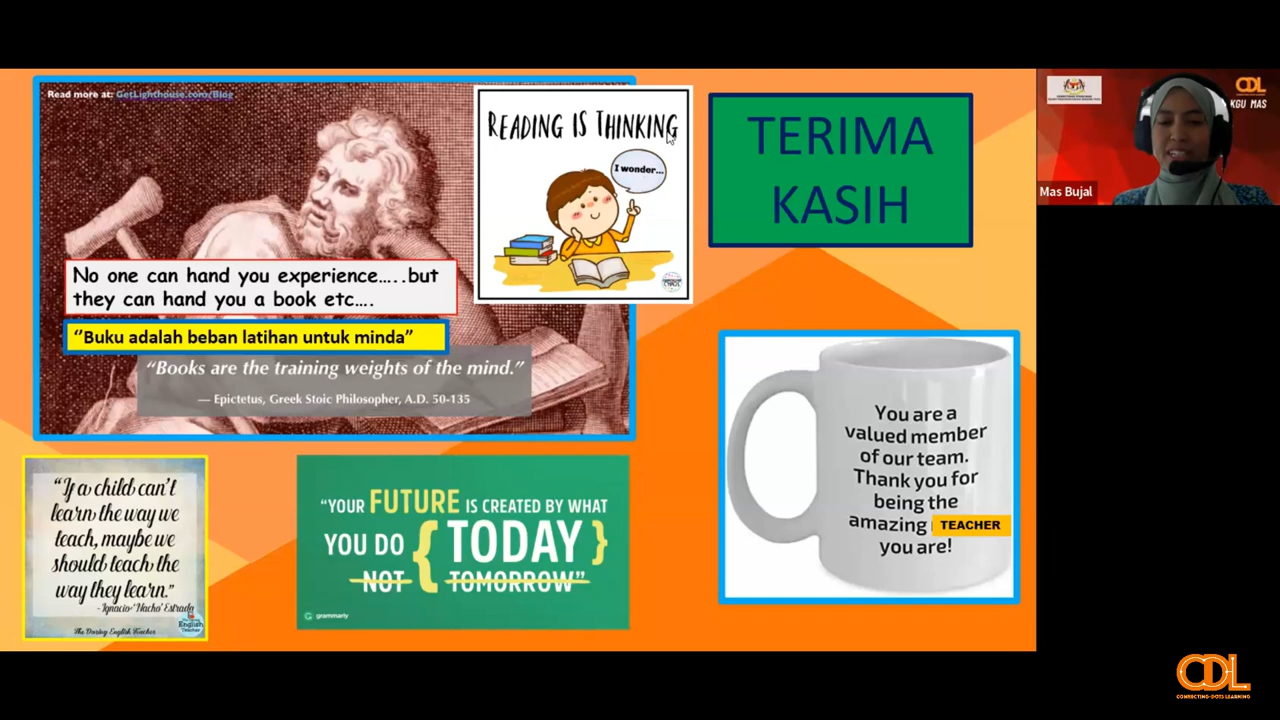 Read more at: GetLighthouse.com/Blog
READING IS THINKING
I wonder...
TERIMA
KASIH
CDL
KGU MAS
Mas Bujal
No one can hand you experience…..but
they can hand you a book etc….
“Buku adalah beban latihan untuk minda”
“Books are the training weights of the mind.”
— Epictetus, Greek Stoic Philosopher, A.D. 50-135
You are a
valued member
of our team.
Thank you for
being the
amazing TEACHER
you are!
“If a child can't
learn the way we
teach, maybe we
should teach the
way they learn.”
- Ignacio 'Nacho' Estrada
The Daring English Teacher
“YOUR FUTURE IS CREATED BY WHAT
YOU DO { TODAY }
NOT TOMORROW”
grammarly
CDL
CONNECTING-DOTS LEARNING